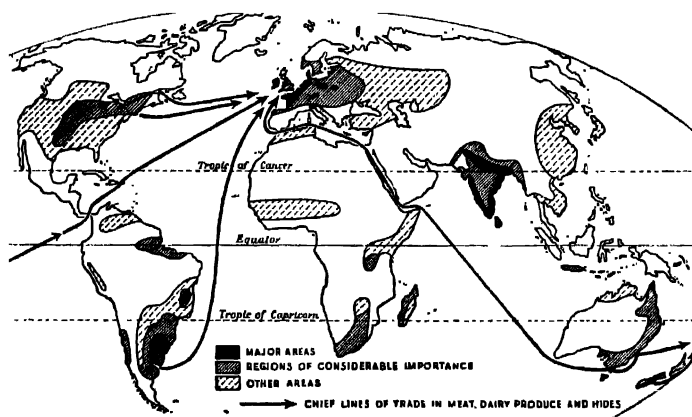 Tropic of Cancer
Equator
Tropic of Capricorn
MAJOR AREAS
REGIONS OF CONSIDERABLE IMPORTANCE
OTHER AREAS
CHIEF LINES OF TRADE IN MEAT, DAIRY PRODUCE AND HIDES